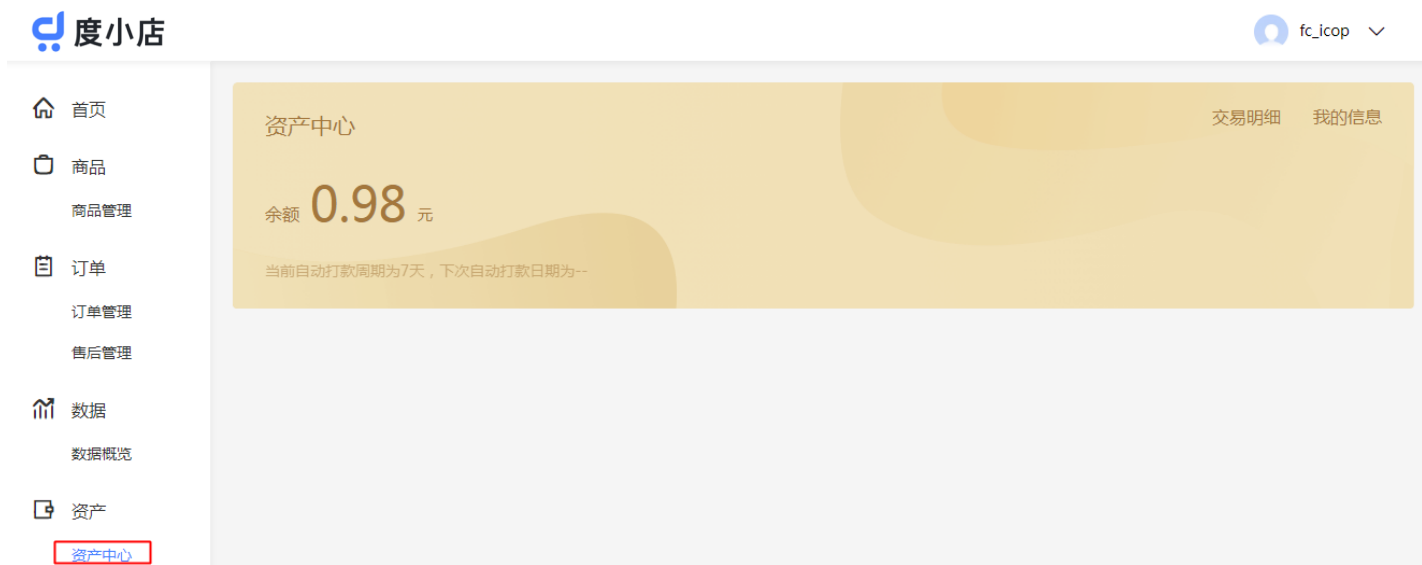 度小店
fc_icop
首页
商品
商品管理
订单
订单管理
售后管理
数据
数据概览
资产
资产中心
资产中心
交易明细 我的信息
余额 0.98 元
当前自动打款周期为7天，下次自动打款日期为--